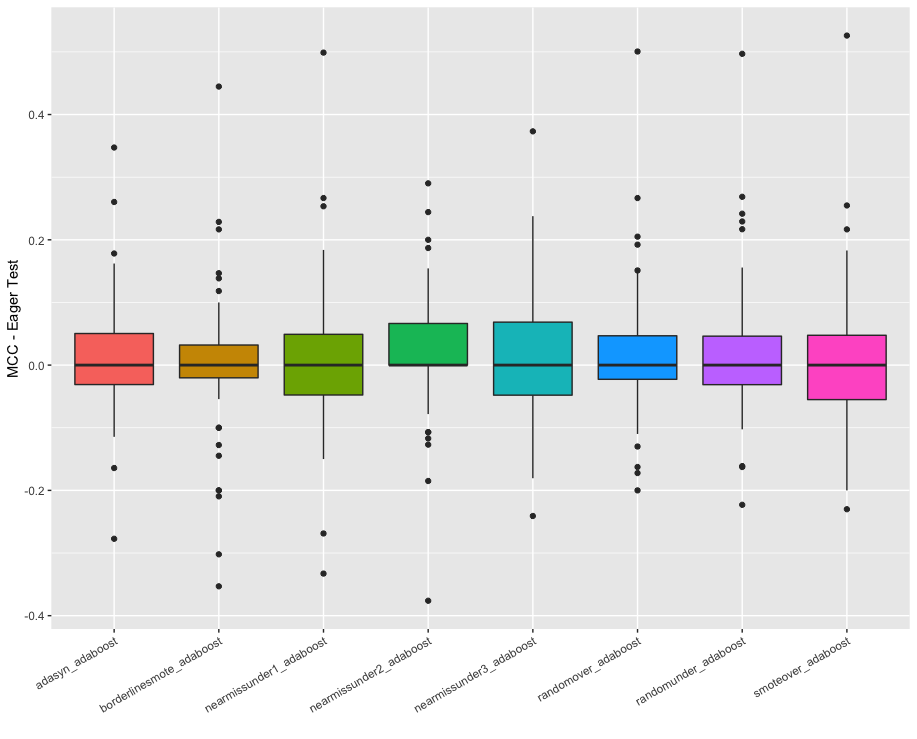 MCC - Eager Test
0.4
0.2
0.0
-0.2
-0.4
adasyn_adaboost
borderlinesmote_adaboost
nearmissunder1_adaboost
nearmissunder2_adaboost
nearmissunder3_adaboost
randomover_adaboost
randomunder_adaboost
smoteover_adaboost